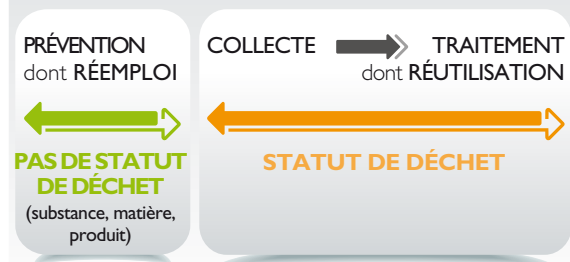 PRÉVENTION
dont RÉEMPLOI
PAS DE STATUT
DE DÉCHET
(substance, matière,
produit)
COLLECTE TRAITEMENT
dont RÉUTILISATION
STATUT DE DÉCHET